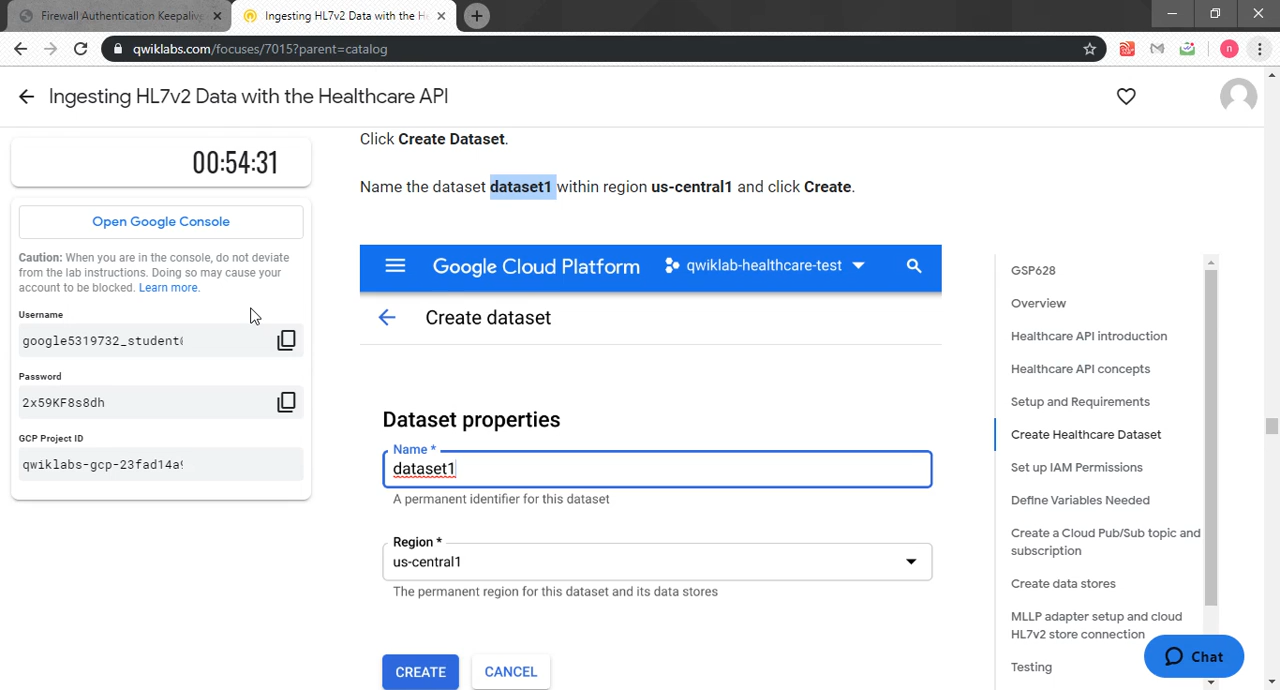 Firewall Authentication Keepalive
Ingesting HL7v2 Data with the He
qwiklabs.com/focuses/7015?parent=catalog
n
Ingesting HL7v2 Data with the Healthcare API
00:54:31
Open Google Console
Caution: When you are in the console, do not deviate
from the lab instructions. Doing so may cause your
account to be blocked. Learn more.
Username
google5319732_student
Password
2x59KF8s8dh
GCP Project ID
qwiklabs-gcp-23fad14a
Click Create Dataset.
Name the dataset dataset1 within region us-central1 and click Create.
Google Cloud Platform
qwiklab-healthcare-test
Create dataset
Dataset properties
Name *
dataset1
A permanent identifier for this dataset
Region *
us-central1
The permanent region for this dataset and its data stores
CREATE
CANCEL
GSP628
Overview
Healthcare API introduction
Healthcare API concepts
Setup and Requirements
Create Healthcare Dataset
Set up IAM Permissions
Define Variables Needed
Create a Cloud Pub/Sub topic and
subscription
Create data stores
MLLP adapter setup and cloud
HL7v2 store connection
Testing
Chat